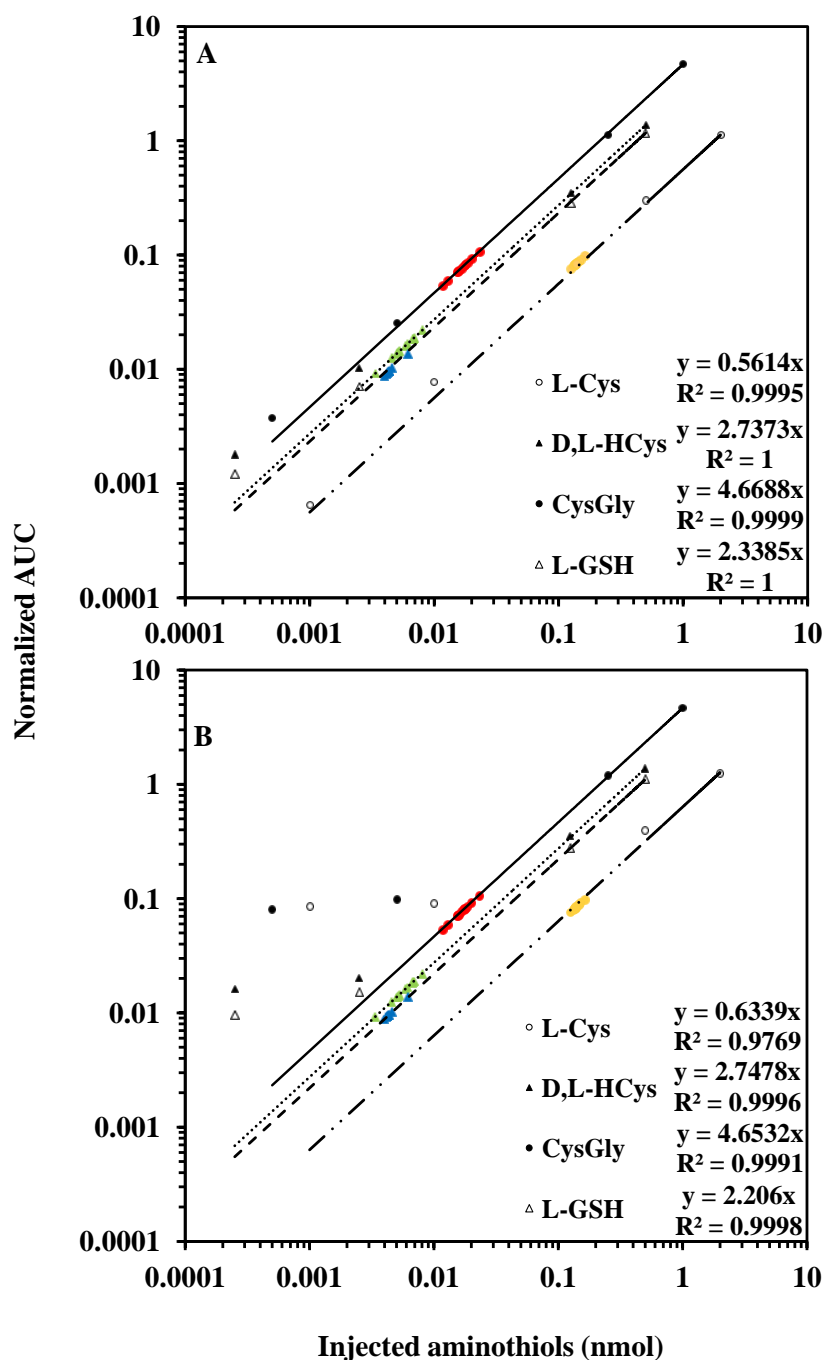 Normalized AUC
A
10
1
0.1
0.01
0.001
0.0001
0.0001 0.001 0.01 0.1 1 10
L-Cys y = 0.5614x
R² = 0.9995
D,L-HCys y = 2.7373x
R² = 1
CysGly y = 4.6688x
R² = 0.9999
L-GSH y = 2.3385x
R² = 1
B
10
1
0.1
0.01
0.001
0.0001
0.0001 0.001 0.01 0.1 1 10
L-Cys y = 0.6339x
R² = 0.9769
D,L-HCys y = 2.7478x
R² = 0.9996
CysGly y = 4.6532x
R² = 0.9991
L-GSH y = 2.206x
R² = 0.9998
Injected aminothiols (nmol)